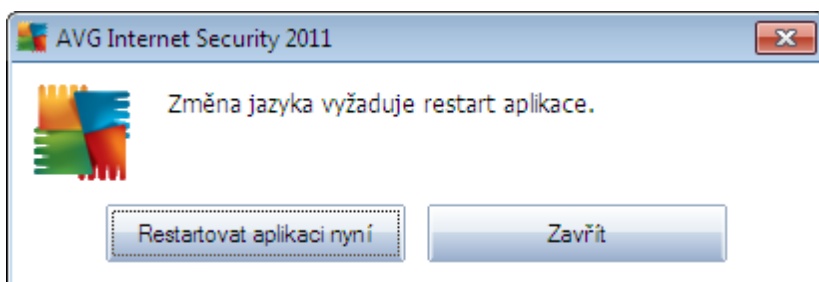 AVG Internet Security 2011
Změna jazyka vyžaduje restart aplikace.
Restartovat aplikaci nyní
Zavřít